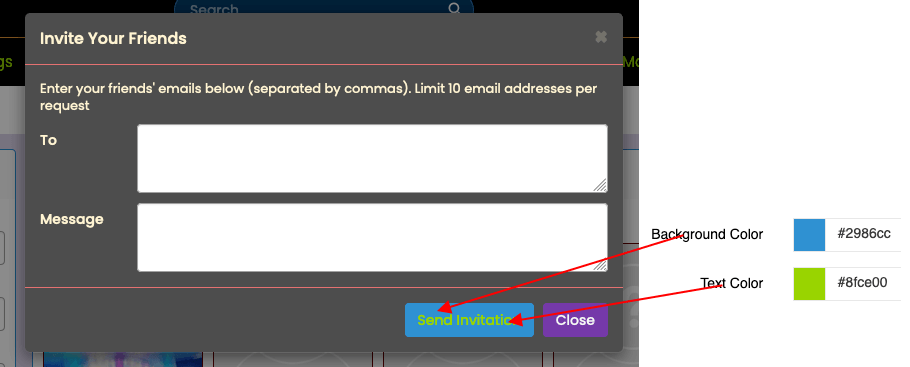 Search
Invite Your Friends
×
gs
Mo
Enter your friends' emails below (separated by commas). Limit 10 email addresses per
request
To
Message
Background Color
#2986cc
Text Color
#8fce00
Send Invitation
Close